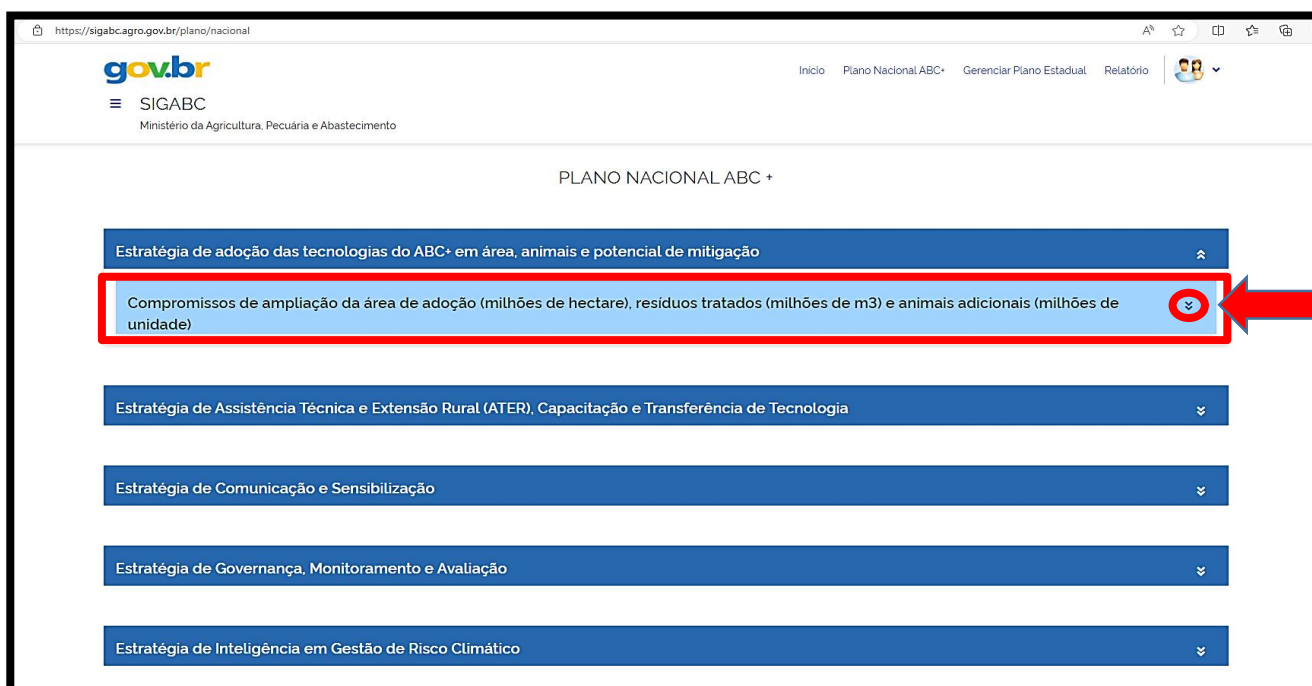 https://sigabc.agro.gov.br/plano/nacional
gov.br
Início Plano Nacional ABC+ Gerenciar Plano Estadual Relatório
SIGABC
Ministério da Agricultura, Pecuária e Abastecimento
PLANO NACIONAL ABC +
Estratégia de adoção das tecnologias do ABC+ em área, animais e potencial de mitigação
Compromissos de ampliação da área de adoção (milhões de hectare), resíduos tratados (milhões de m3) e animais adicionais (milhões de
unidade)
Estratégia de Assistência Técnica e Extensão Rural (ATER), Capacitação e Transferência de Tecnologia
Estratégia de Comunicação e Sensibilização
Estratégia de Governança, Monitoramento e Avaliação
Estratégia de Inteligência em Gestão de Risco Climático